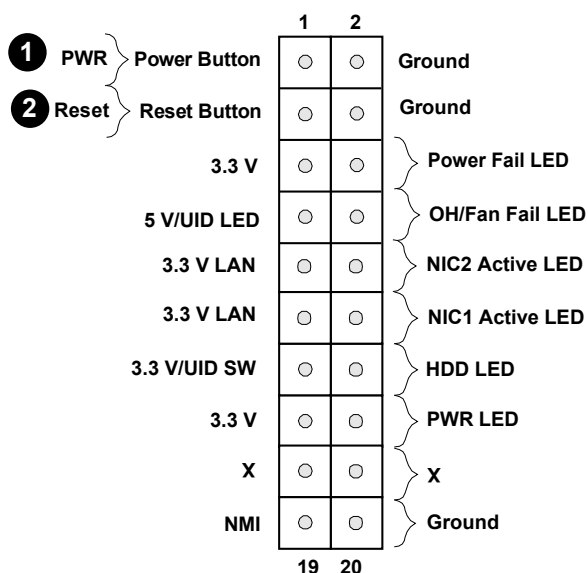 1 2
1 PWR Power Button Ground
2 Reset Reset Button Ground
3.3 V Power Fail LED
5 V/UID LED OH/Fan Fail LED
3.3 V LAN NIC2 Active LED
3.3 V LAN NIC1 Active LED
3.3 V/UID SW HDD LED
3.3 V PWR LED
X X
NMI Ground
19 20